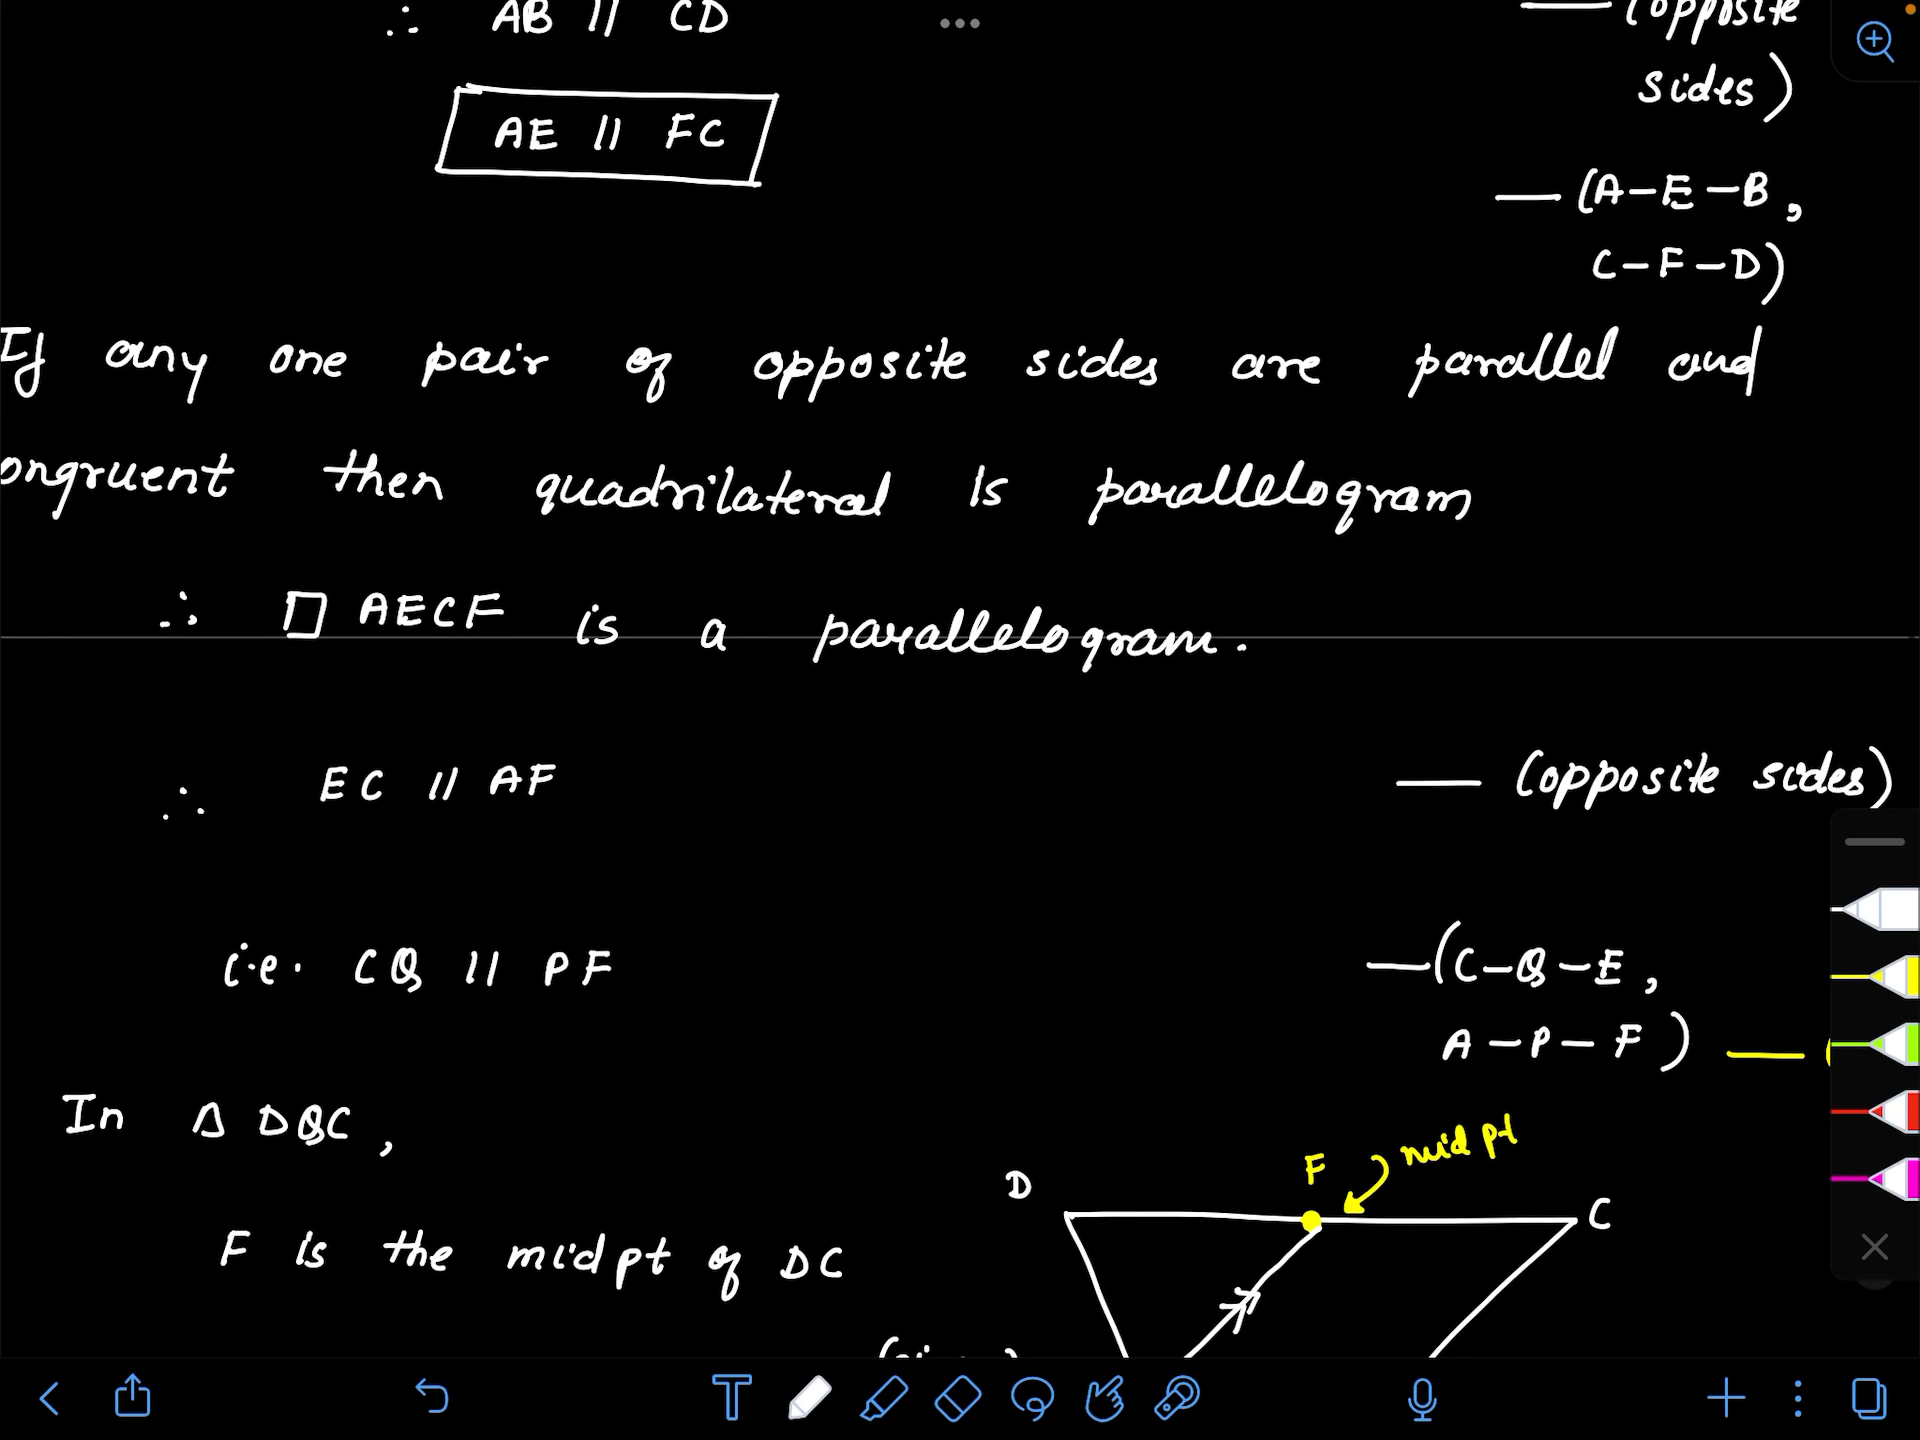 ∴ AB || CD — (opposite
sides)
AE || FC
— (A-E-B,
C-F-D)
If any one pair of opposite sides are parallel and
ongruent then quadrilateral Is parallelogram
∴ □ AECF is a parallelogram.
∴ EC || AF — (opposite sides)
i.e. CQ || PF — (C-Q-E,
A-P-F) —
In Δ DQC,
F mid pt
D C
F is the mid pt of DC